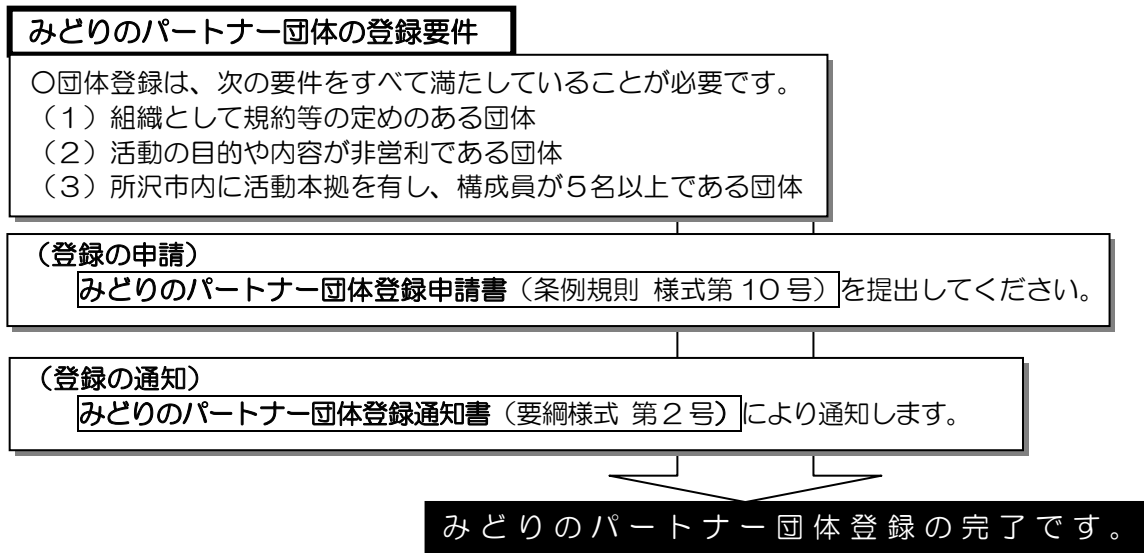 みどりのパートナー団体の登録要件
〇団体登録は、次の要件をすべて満たしていることが必要です。
（１）組織として規約等の定めのある団体
（２）活動の目的や内容が非営利である団体
（３）所沢市内に活動本拠を有し、構成員が５名以上である団体
（登録の申請）
みどりのパートナー団体登録申請書（条例規則 様式第 10 号）を提出してください。
（登録の通知）
みどりのパートナー団体登録通知書（要綱様式 第２号）により通知します。
みどりのパートナー団体登録の完了です。